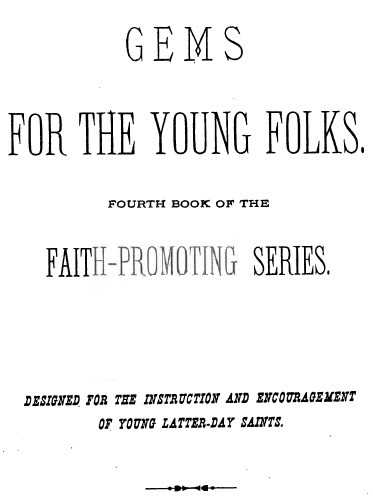 GEMS
FOR THE YOUNG FOLKS.
FOURTH BOOK OF THE
FAITH-PROMOTING SERIES.
DESIGNED FOR THE INSTRUCTION AND ENCOURAGEMENT
OF YOUNG LATTER-DAY SAINTS.